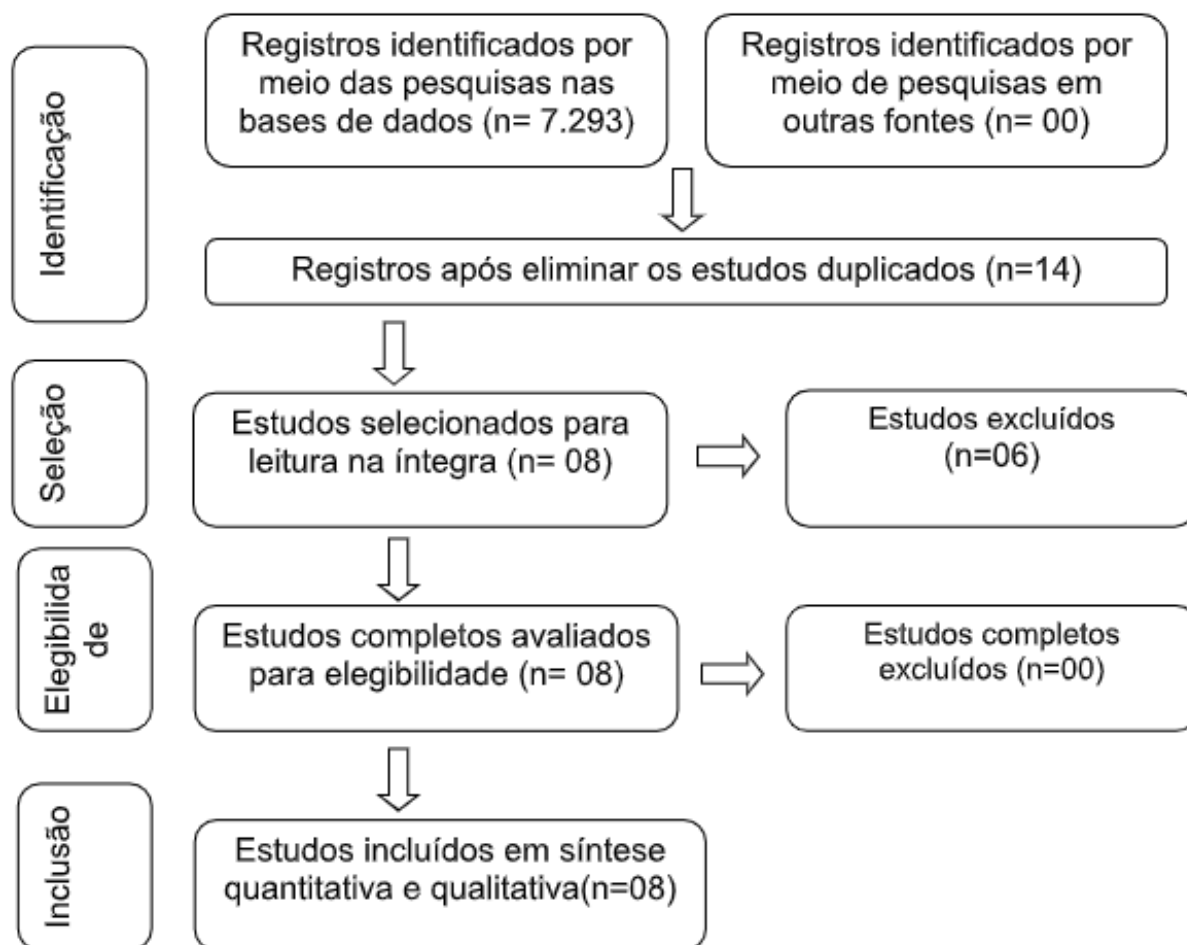 Identificação
Registros identificados por
meio das pesquisas nas
bases de dados (n= 7.293)
Registros identificados por
meio de pesquisas em
outras fontes (n= 00)
Registros após eliminar os estudos duplicados (n=14)
Seleção
Estudos selecionados para
leitura na íntegra (n= 08)
Estudos excluídos
(n=06)
Elegibilida
de
Estudos completos avaliados
para elegibilidade (n= 08)
Estudos completos
excluídos (n=00)
Inclusão
Estudos incluídos em síntese
quantitativa e qualitativa(n=08)